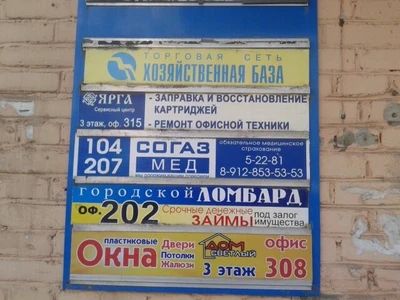 ТОРГОВАЯ СЕТЬ
ХОЗЯЙСТВЕННАЯ БАЗА
ЯРГА
Сервисный центр
3 этаж, оф. 315
- ЗАПРАВКА И ВОССТАНОВЛЕНИЕ
КАРТРИДЖЕЙ
- РЕМОНТ ОФИСНОЙ ТЕХНИКИ
104
207
СОГАЗ
МЕД
обязательное медицинское
страхование
5-22-81
8-912-853-53-53
городской ЛОМБАРД
ОФ. 202
Срочные денежные
ЗАЙМЫ
под залог
имущества
пластиковые
Окна
Двери
Потолки
Жалюзи
ДОМ
СВЕТЛЫЙ
3 этаж
офис
308